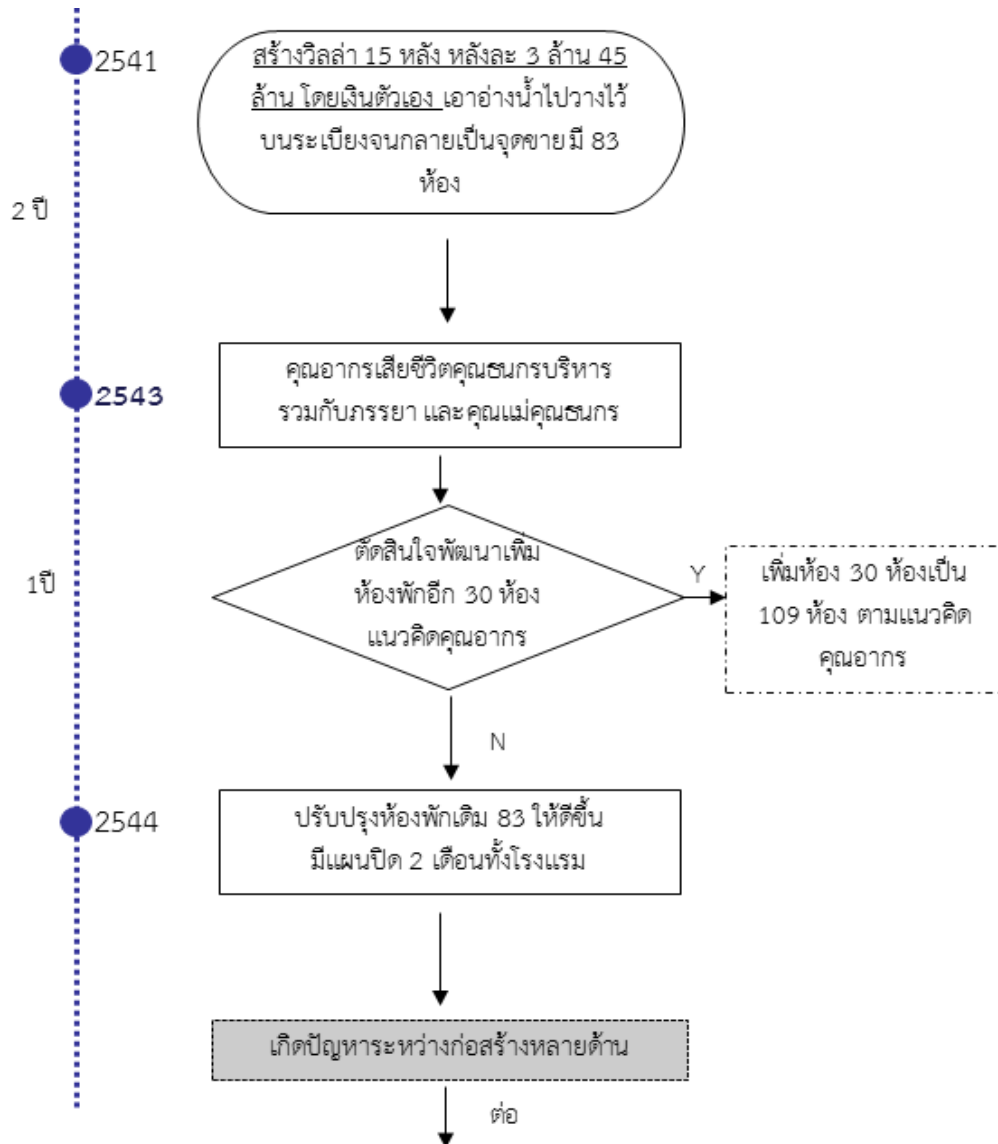 2541
สร้างวิลล่า 15 หลัง หลังละ 3 ล้าน 45
ล้าน โดยเงินตัวเอง เอาอ่างน้ำไปวางไว้
บนระเบียงจนกลายเป็นจุดขาย มี 83
ห้อง
2 ปี
2543
คุณอากรเสียชีวิตคุณธนกรบริหาร
รวมกับภรรยา และคุณแม่คุณธนกร
1ปี
ตัดสินใจพัฒนาเพิ่ม
ห้องพักอีก 30 ห้อง
แนวคิดคุณอากร
Y
เพิ่มห้อง 30 ห้องเป็น
109 ห้อง ตามแนวคิด
คุณอากร
N
2544
ปรับปรุงห้องพักเดิม 83 ให้ดีขึ้น
มีแผนปิด 2 เดือนทั้งโรงแรม
เกิดปัญหาระหว่างก่อสร้างหลายด้าน
ต่อ